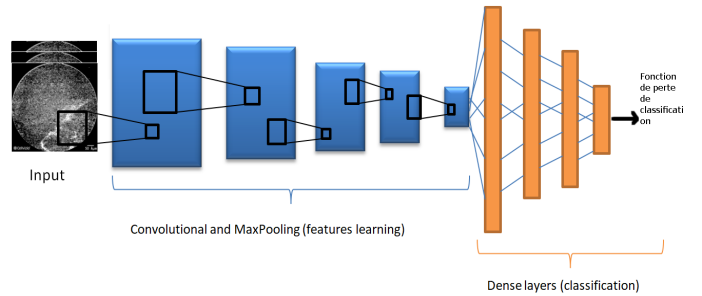 Fonction
de perte
de
classificati
on
Input
Convolutional and MaxPooling (features learning)
Dense layers (classification)